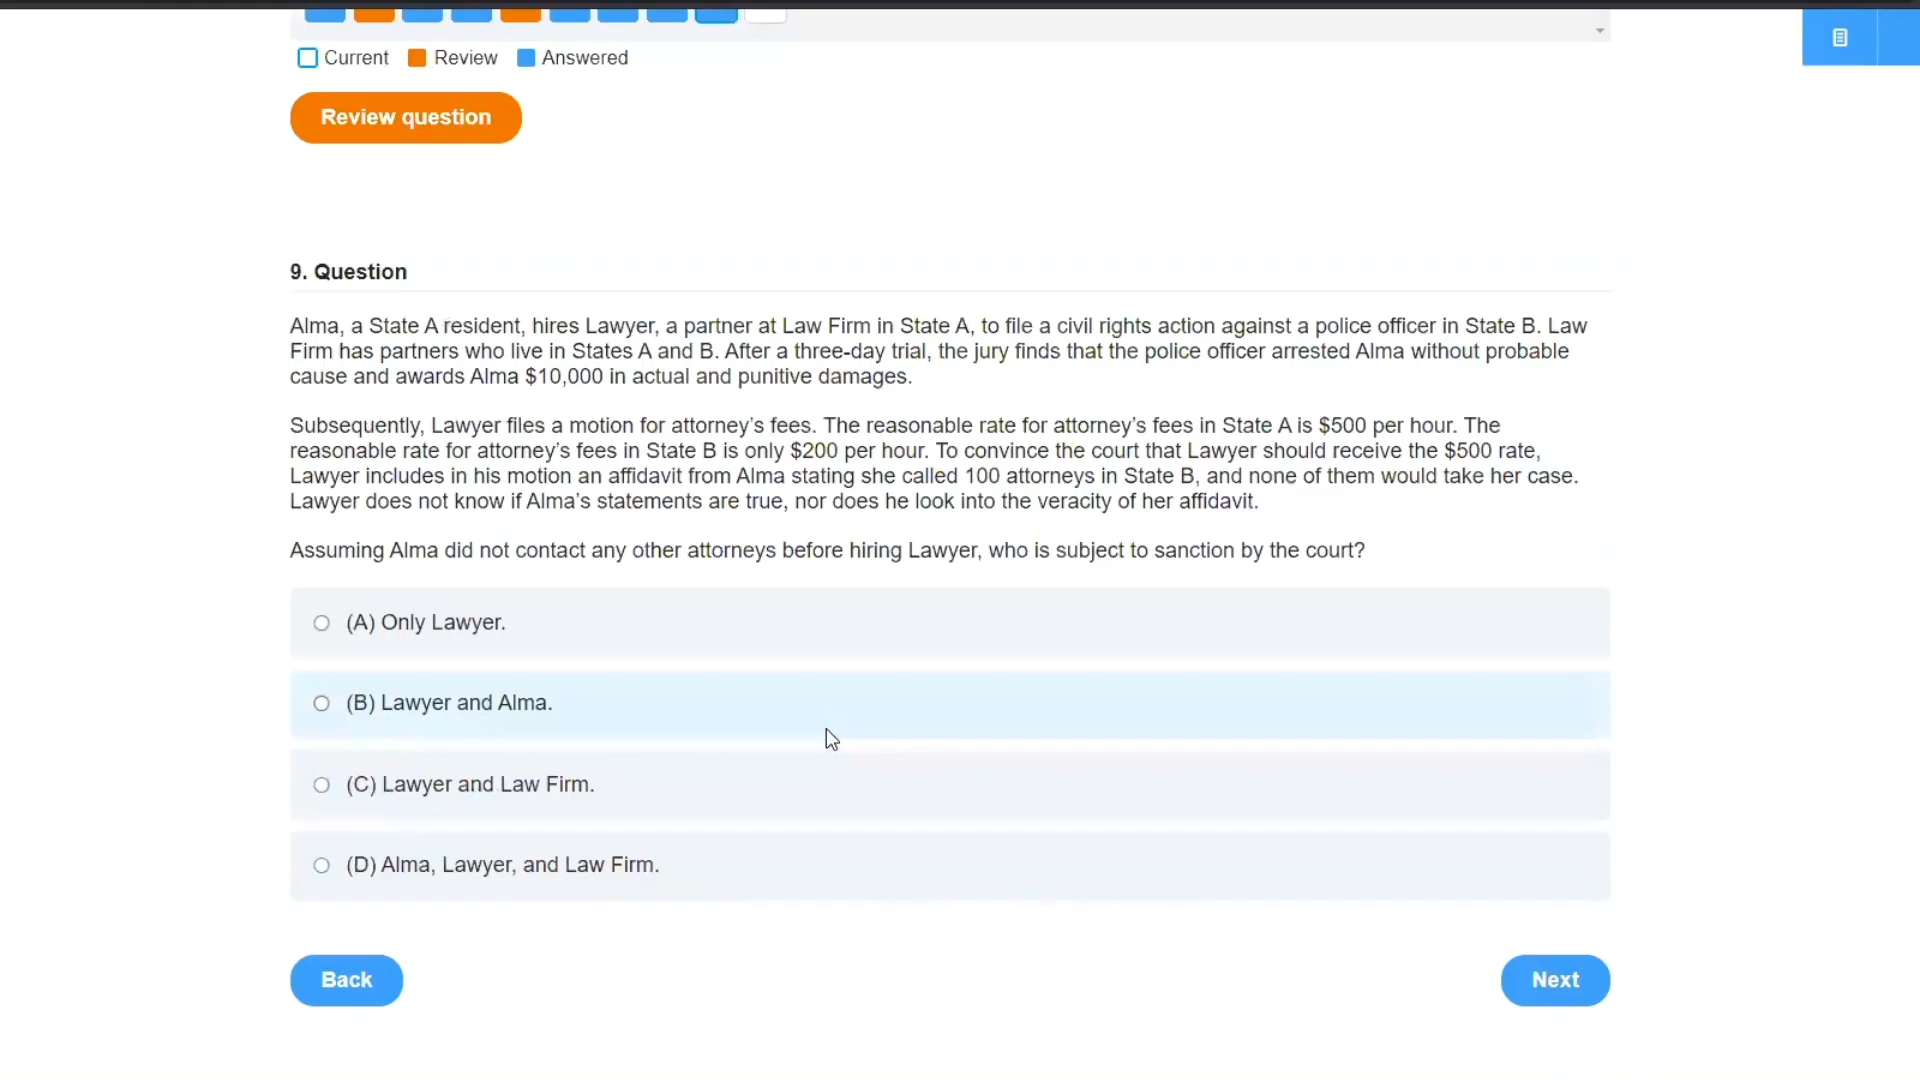 Current Review Answered
Review question
9. Question
Alma, a State A resident, hires Lawyer, a partner at Law Firm in State A, to file a civil rights action against a police officer in State B. Law
Firm has partners who live in States A and B. After a three-day trial, the jury finds that the police officer arrested Alma without probable
cause and awards Alma $10,000 in actual and punitive damages.
Subsequently, Lawyer files a motion for attorney’s fees. The reasonable rate for attorney’s fees in State A is $500 per hour. The
reasonable rate for attorney’s fees in State B is only $200 per hour. To convince the court that Lawyer should receive the $500 rate,
Lawyer includes in his motion an affidavit from Alma stating she called 100 attorneys in State B, and none of them would take her case.
Lawyer does not know if Alma’s statements are true, nor does he look into the veracity of her affidavit.
Assuming Alma did not contact any other attorneys before hiring Lawyer, who is subject to sanction by the court?
(A) Only Lawyer.
(B) Lawyer and Alma.
(C) Lawyer and Law Firm.
(D) Alma, Lawyer, and Law Firm.
Back Next